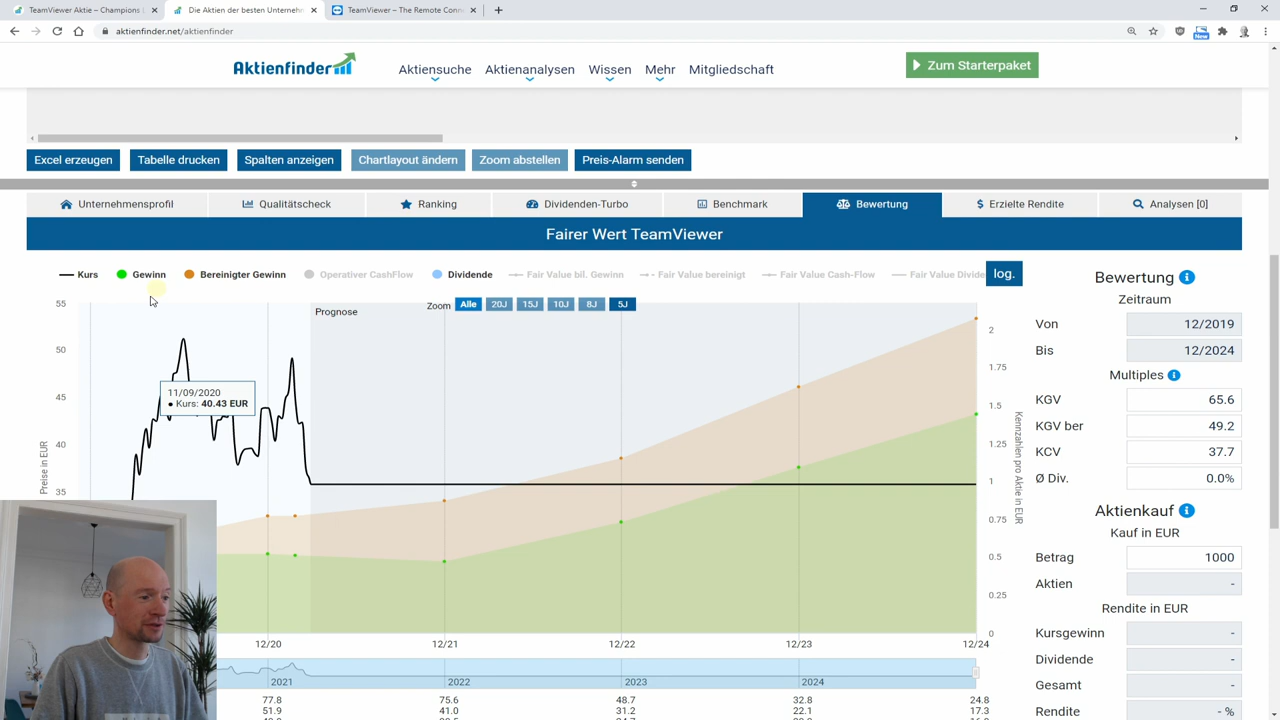 TeamViewer Aktie – Champions
Die Aktien der besten Unterneh
TeamViewer – The Remote Conn
aktienfinder.net/aktienfinder
New
Aktienfinder
Aktiensuche Aktienanalysen Wissen Mehr Mitgliedschaft
Zum Starterpaket
Excel erzeugen Tabelle drucken Spalten anzeigen Chartlayout ändern Zoom abstellen Preis-Alarm senden
Unternehmensprofil Qualitätscheck Ranking Dividenden-Turbo Benchmark Bewertung Erzielte Rendite Analysen [0]
Fairer Wert TeamViewer
Kurs Gewinn Bereinigter Gewinn Operativer CashFlow Dividende Fair Value bil. Gewinn Fair Value bereinigt Fair Value Cash-Flow Fair Value Divide
log.
Zoom Alle 20J 15J 10J 8J 5J
Prognose
55
50
45
40
35
Preise in EUR
11/09/2020
Kurs: 40.43 EUR
2
1.75
1.5
1.25
1
0.75
0.5
0.25
0
Kennzahlen pro Aktie in EUR
12/20 12/21 12/22 12/23 12/24
2021 2022 2023 2024
77.8 75.6 48.7 32.8 24.8
51.9 41.0 31.2 22.1 17.3
Bewertung
Zeitraum
Von 12/2019
Bis 12/2024
Multiples
KGV 65.6
KGV ber 49.2
KCV 37.7
Ø Div. 0.0%
Aktienkauf
Kauf in EUR
Betrag 1000
Aktien -
Rendite in EUR
Kursgewinn -
Dividende -
Gesamt -
Rendite - %